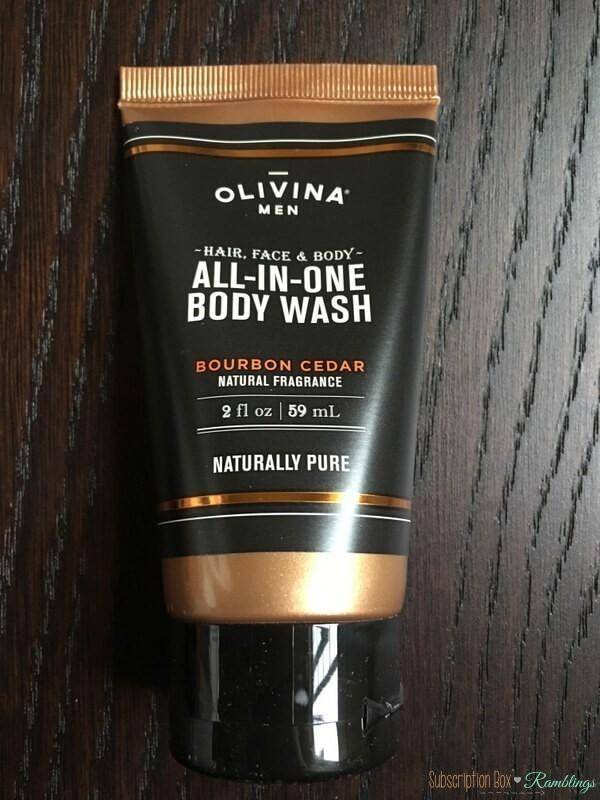 OLIVINA®
MEN
~HAIR, FACE & BODY~
ALL-IN-ONE
BODY WASH
BOURBON CEDAR
NATURAL FRAGRANCE
2 fl oz | 59 mL
NATURALLY PURE
Subscription Box ♥ Ramblings